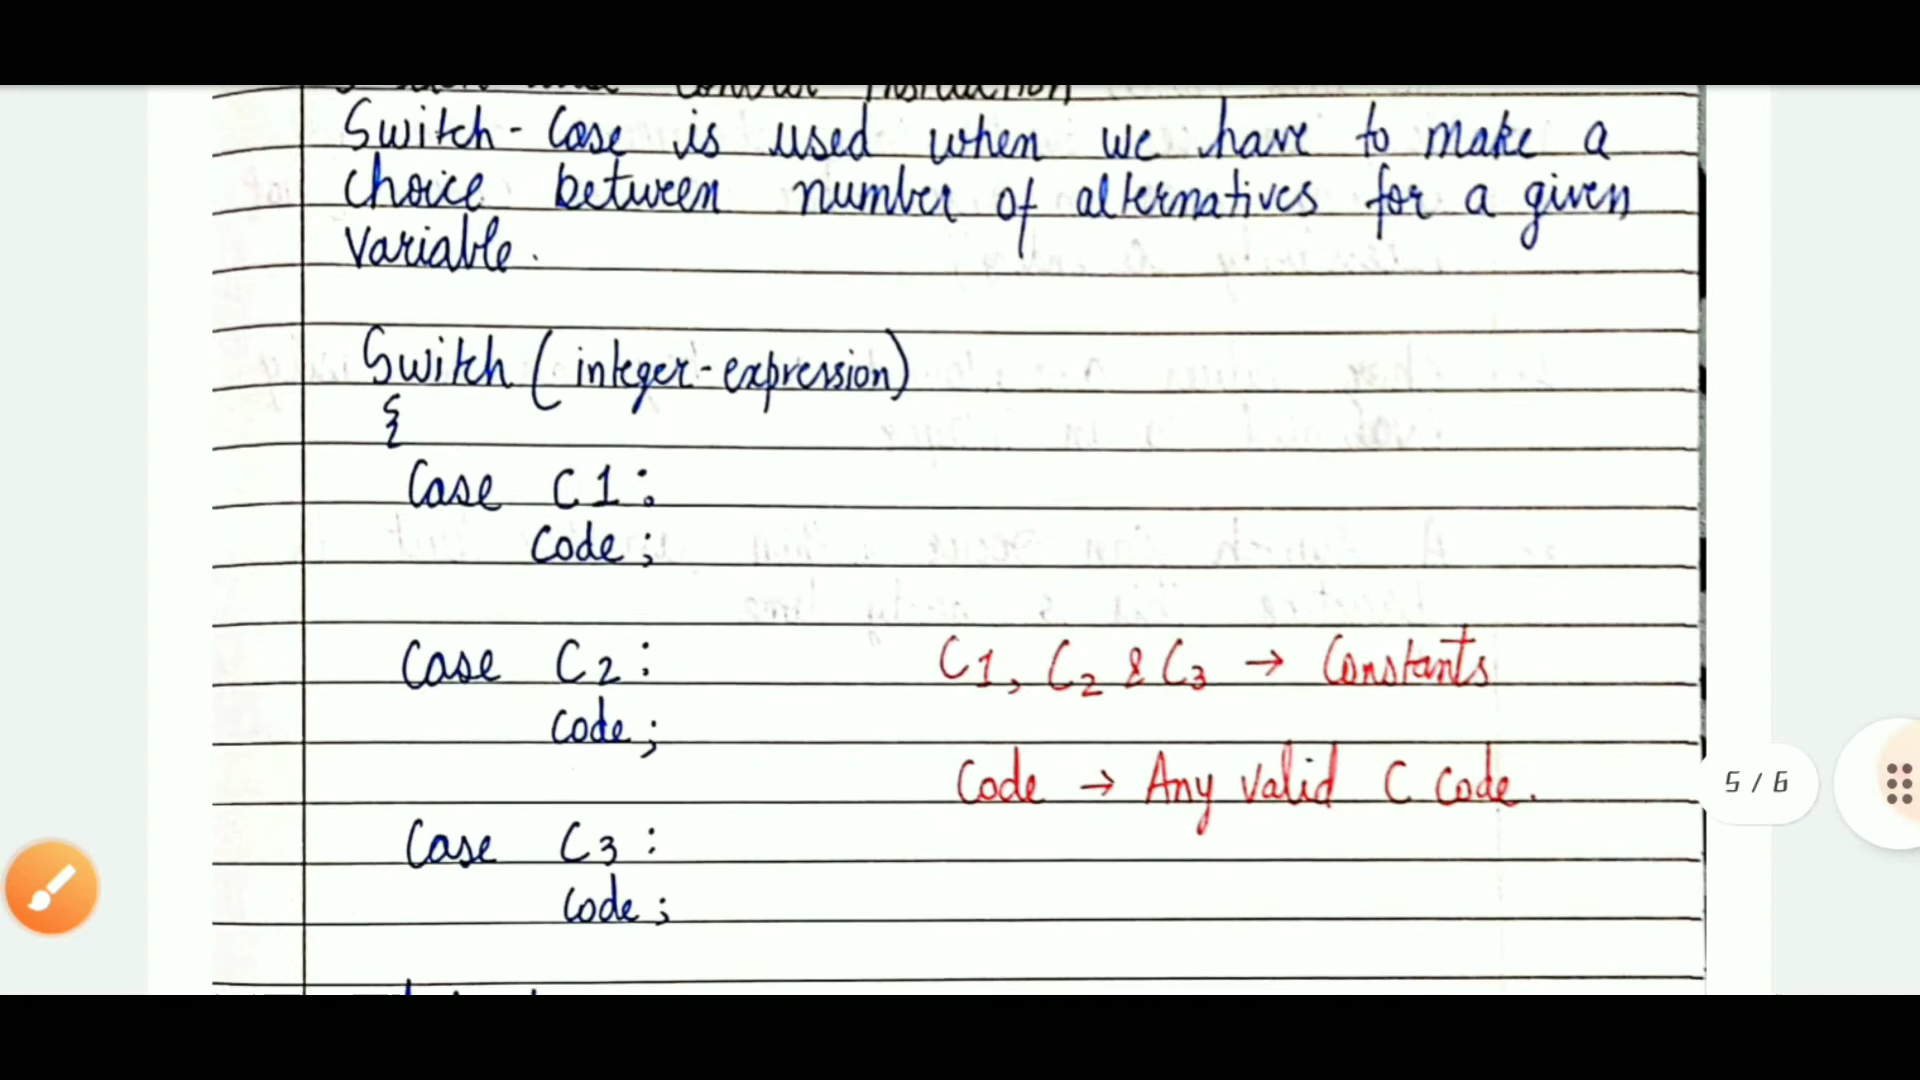 Control Instruction
Switch-Case is used when we have to make a
choice between number of alternatives for a given
Variable.
Switch (integer-expression)
{
Case C1:
Code;
Case C2:
C1, C2 & C3 → Constants
Code;
Code → Any valid C code.
5 / 6
Case C3:
Code;